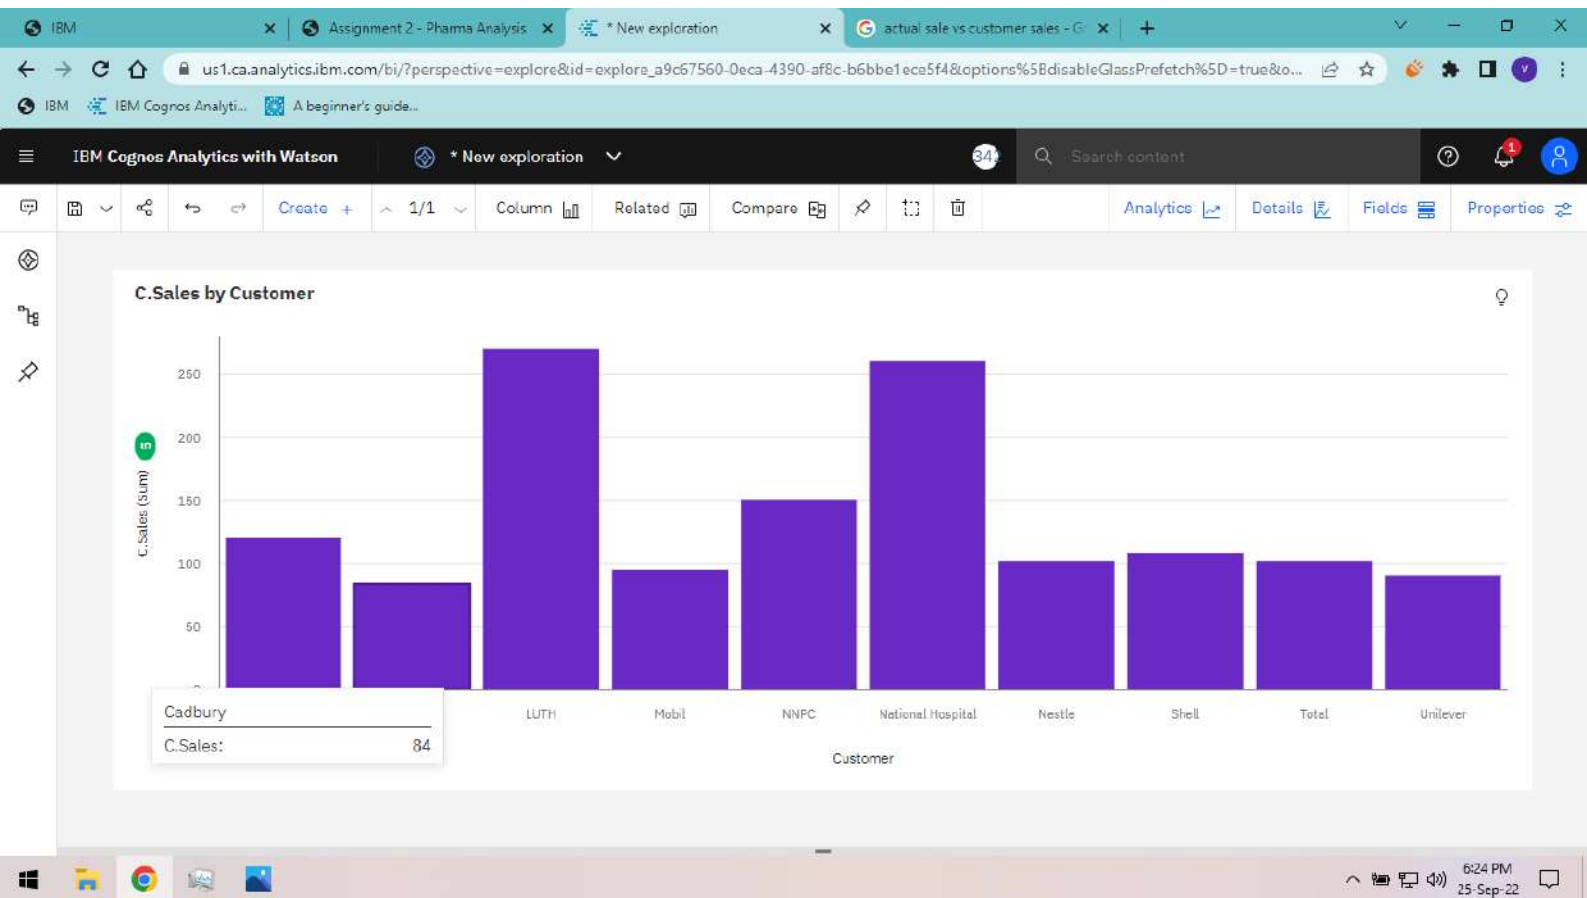 IBM
Assignment 2 - Pharma Analysis
* New exploration
actual sale vs customer sales - G
us1.ca.analytics.ibm.com/bi/?perspective=explore&id=explore_a9c67560-0eca-4390-af8c-b6bbe1ece5f4&options%5BdisableGlassPrefetch%5D=true&o...
V
IBM
IBM Cognos Analyti...
A beginner's guide...
IBM Cognos Analytics with Watson
* New exploration
34
Search content
1
Create +
1/1
Column
Related
Compare
Analytics
Details
Fields
Properties
C.Sales by Customer
250
200
150
100
50
5
C.Sales (Sum)
LUTH
Mobil
NNPC
National Hospital
Nestle
Shell
Total
Unilever
Customer
Cadbury
C.Sales: 84
6:24 PM
25-Sep-22